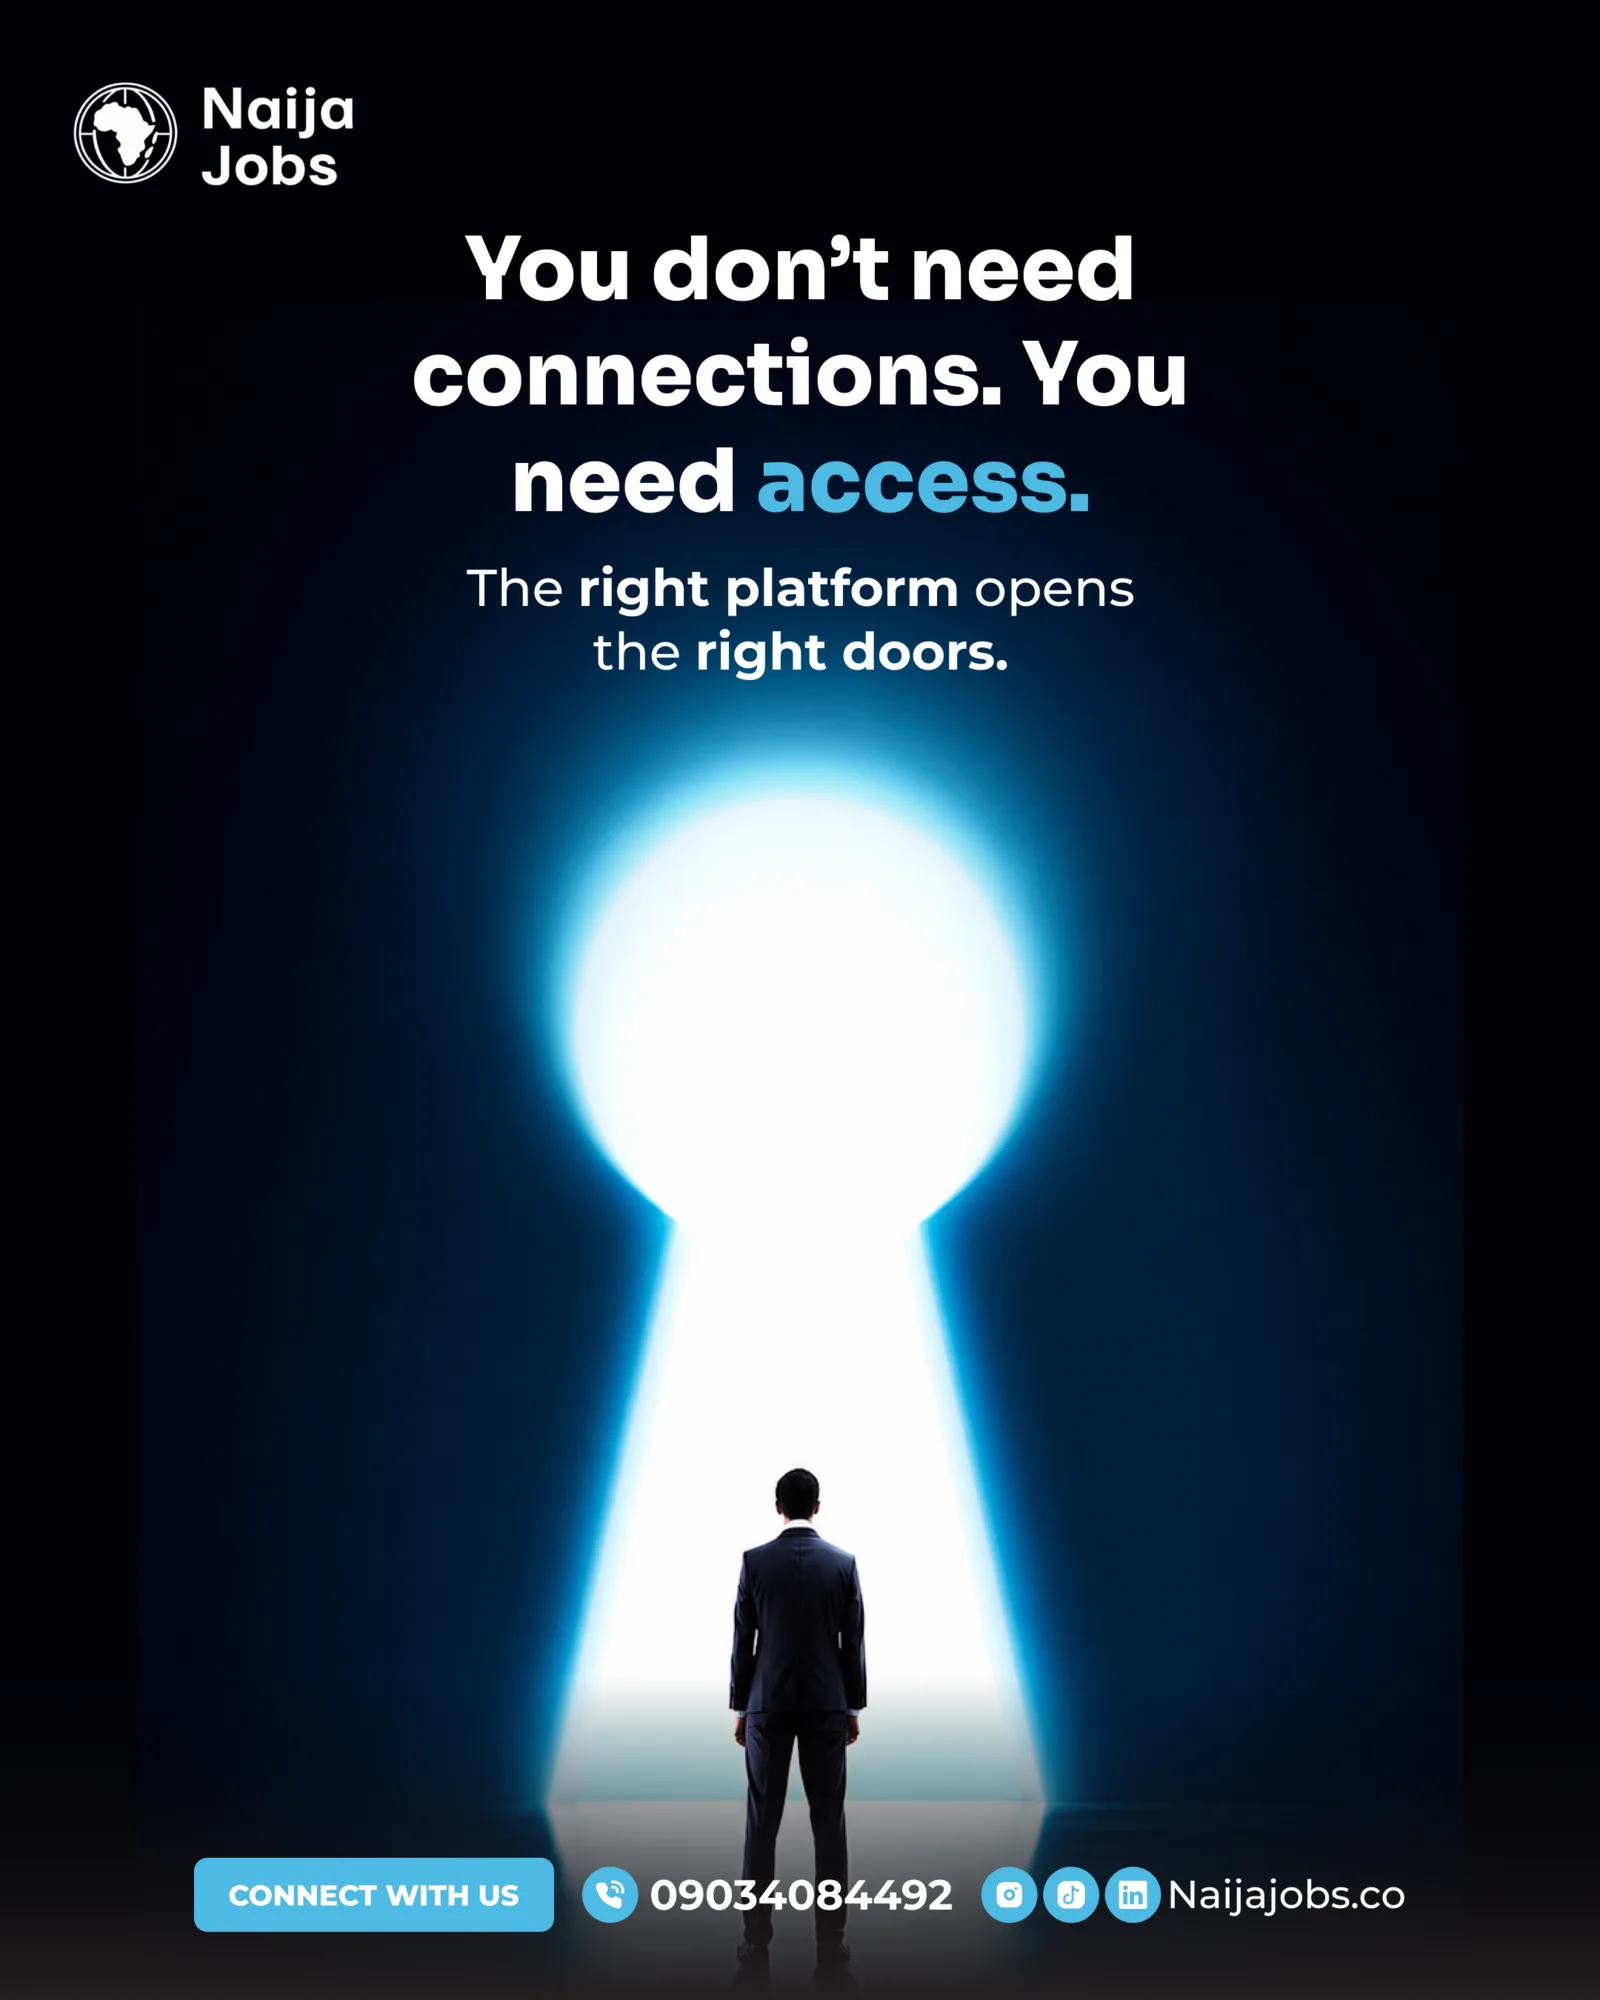 Naija
Jobs
You don’t need
connections. You
need access.
The right platform opens
the right doors.
CONNECT WITH US
09034084492
Naijajobs.co